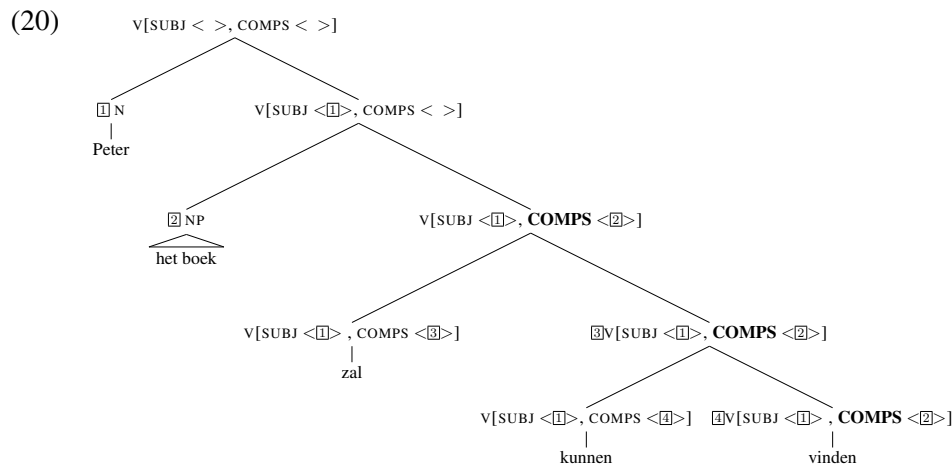 (20)
V[SUBJ < >, COMPS < >]
1 N V[SUBJ <1>, COMPS < >]
Peter
2 NP V[SUBJ <1>, COMPS <2>]
het boek
V[SUBJ <1> , COMPS <3>] 3V[SUBJ <1>, COMPS <2>]
zal
V[SUBJ <1>, COMPS <4>] 4V[SUBJ <1> , COMPS <2>]
kunnen vinden